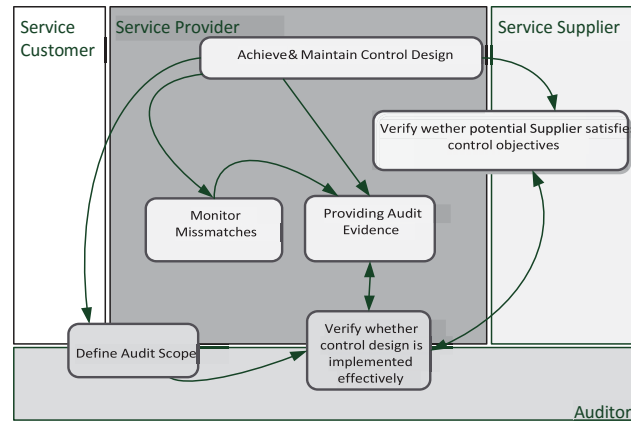 Service
Customer
Service Provider
Service Supplier
Achieve& Maintain Control Design
Verify wether potential Supplier satisfie
control objectives
Monitor
Missmatches
Providing Audit
Evidence
Define Audit Scope
Verify whether
control design is
implemented
effectively
Auditor